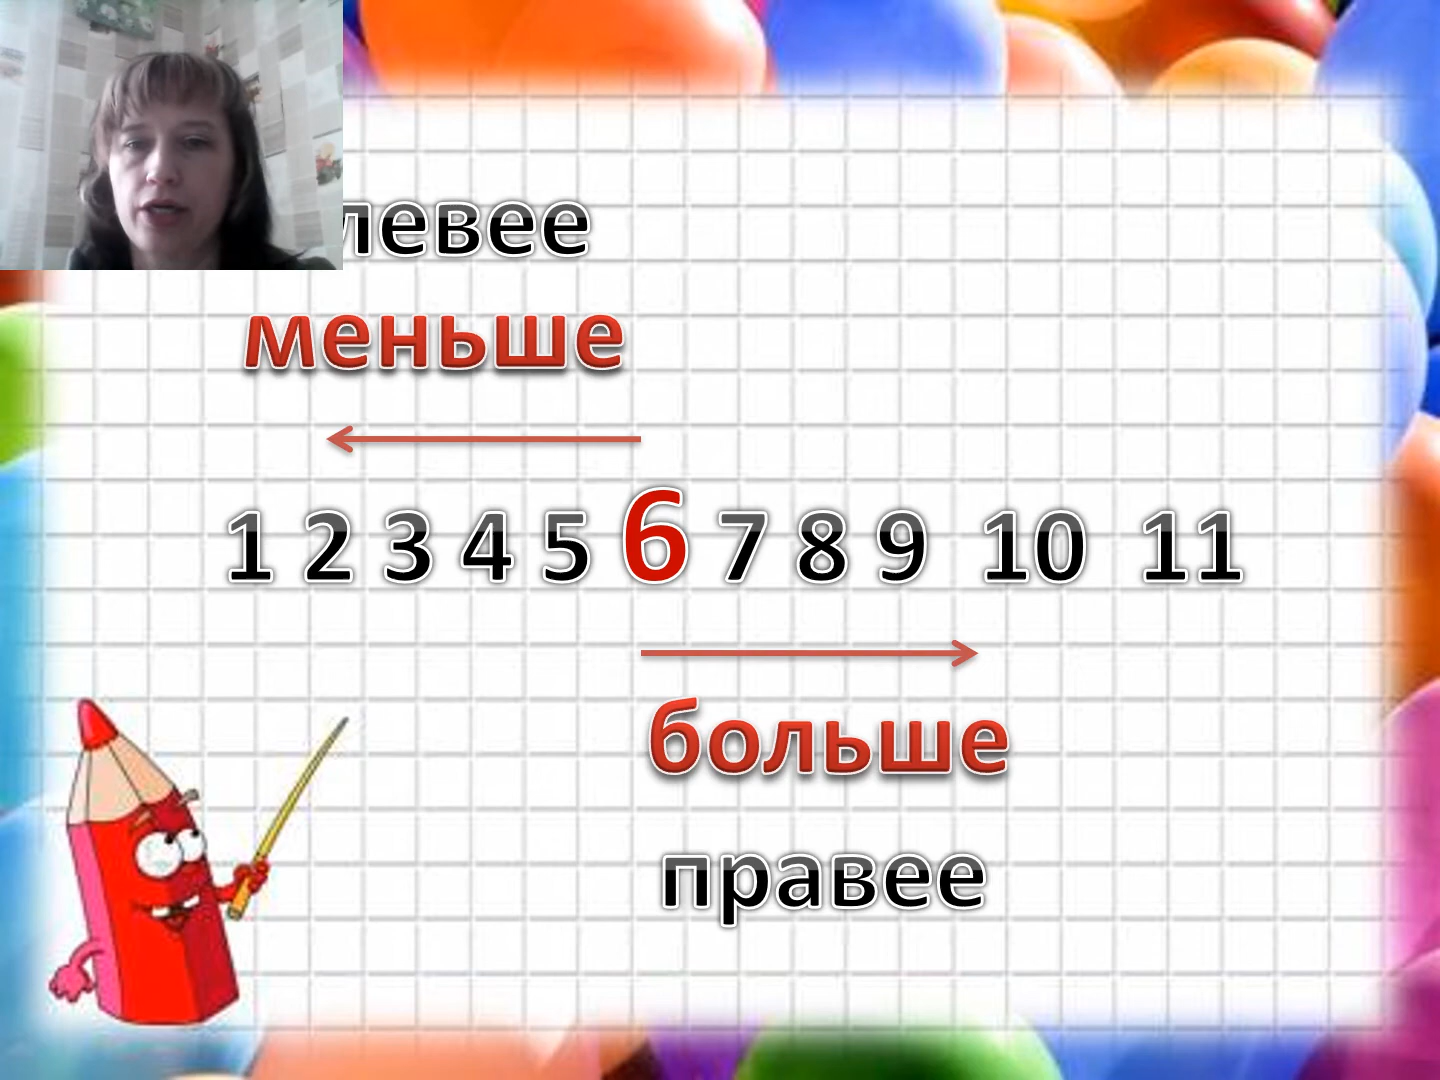 левее
меньше
1 2 3 4 5 6 7 8 9 10 11
больше
правее